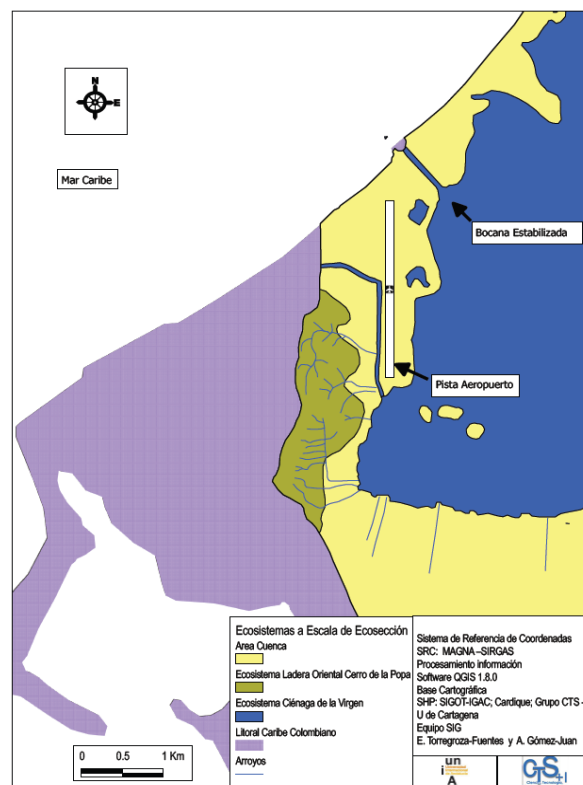 N
E
Mar Caribe
Bocana Estabilizada
Pista Aeropuerto
Ecosistemas a Escala de Ecosección
Area Cuenca
Ecosistema Ladera Oriental Cerro de la Popa
Ecosistema Ciénaga de la Virgen
Litoral Caribe Colombiano
Arroyos
Sistema de Referencia de Coordenadas
SRC: MAGNA-SIRGAS
Procesamiento información
Software QGIS 1.8.0
Base Cartográfica
SHP: SIGOT-IGAC; Cardique; Grupo CTS -
U de Cartagena
Equipo SIG
E. Torregroza-Fuentes y A. Gómez-Juan
0 0.5 1 Km
un
i A
CTS+I